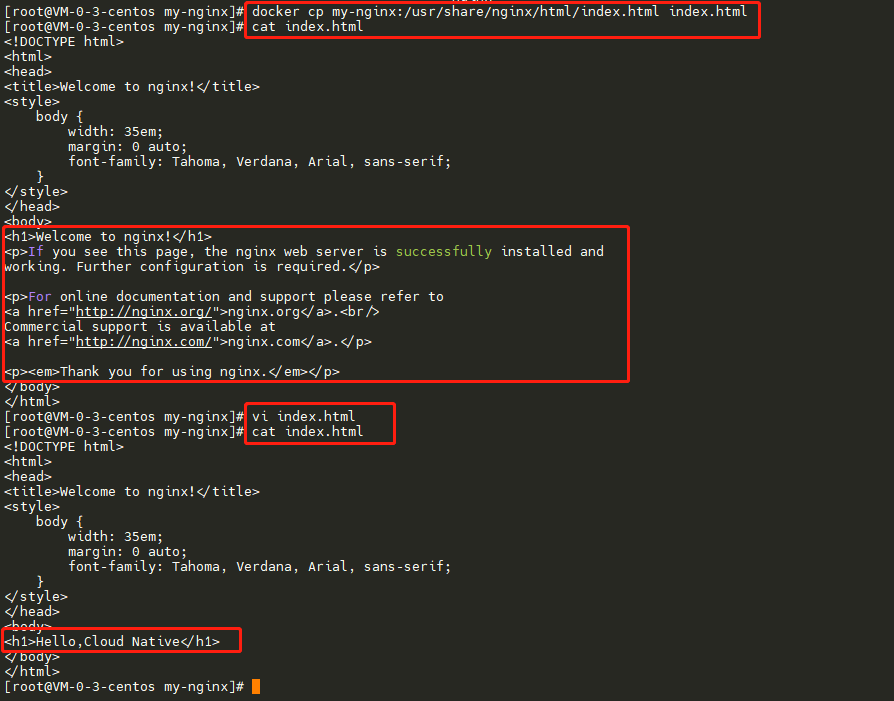 [root@VM-0-3-centos my-nginx]# docker cp my-nginx:/usr/share/nginx/html/index.html index.html
[root@VM-0-3-centos my-nginx]# cat index.html
<!DOCTYPE html>
<html>
<head>
<title>Welcome to nginx!</title>
<style>
    body {
        width: 35em;
        margin: 0 auto;
        font-family: Tahoma, Verdana, Arial, sans-serif;
    }
</style>
</head>
<body>
<h1>Welcome to nginx!</h1>
<p>If you see this page, the nginx web server is successfully installed and
working. Further configuration is required.</p>

<p>For online documentation and support please refer to
<a href="http://nginx.org/">nginx.org</a>.<br/>
Commercial support is available at
<a href="http://nginx.com/">nginx.com</a>.</p>

<p><em>Thank you for using nginx.</em></p>
</body>
</html>
[root@VM-0-3-centos my-nginx]# vi index.html
[root@VM-0-3-centos my-nginx]# cat index.html
<!DOCTYPE html>
<html>
<head>
<title>Welcome to nginx!</title>
<style>
    body {
        width: 35em;
        margin: 0 auto;
        font-family: Tahoma, Verdana, Arial, sans-serif;
    }
</style>
</head>
<body>
<h1>Hello,Cloud Native</h1>
</body>
</html>
[root@VM-0-3-centos my-nginx]#